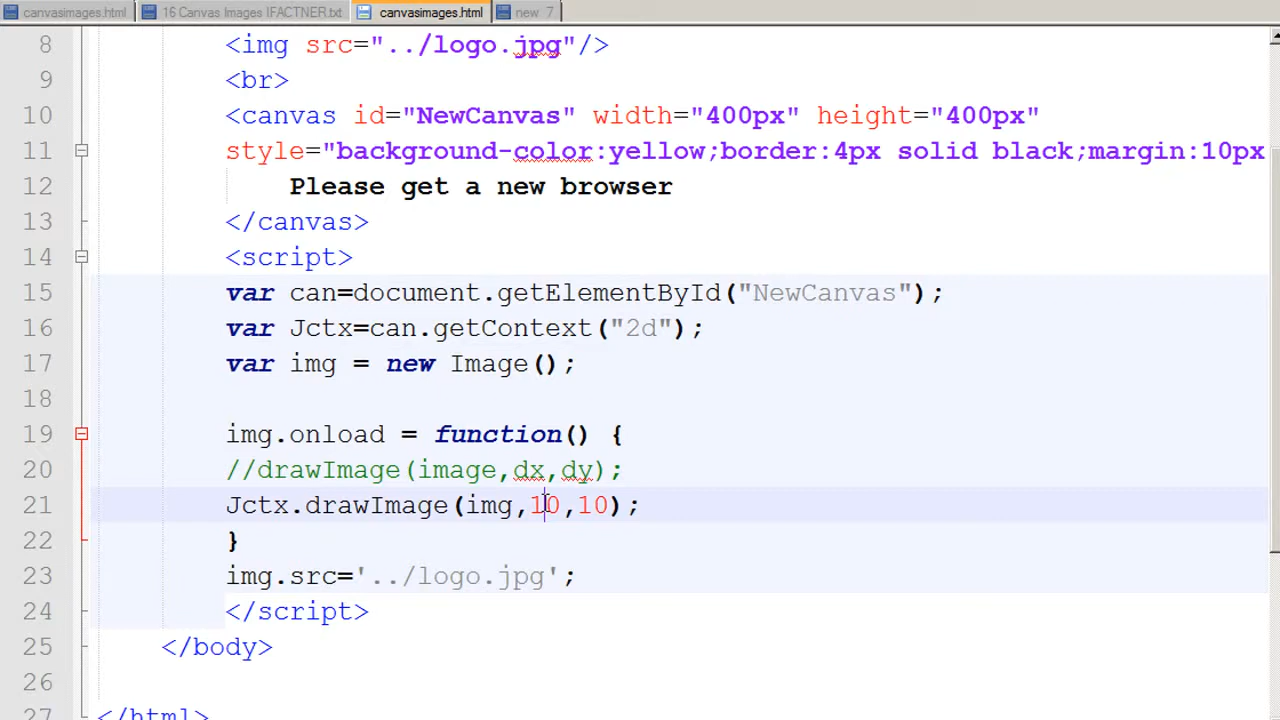 canvasimages.html 16 Canvas Images IFACTNER.txt canvasimages.html new 7
8 <img src="../logo.jpg"/>
9 <br>
10 <canvas id="NewCanvas" width="400px" height="400px"
11 style="background-color:yellow;border:4px solid black;margin:10px
12 Please get a new browser
13 </canvas>
14 <script>
15 var can=document.getElementById("NewCanvas");
16 var Jctx=can.getContext("2d");
17 var img = new Image();
18
19 img.onload = function() {
20 //drawImage(image,dx,dy);
21 Jctx.drawImage(img,10,10);
22 }
23 img.src='../logo.jpg';
24 </script>
25 </body>
26
27 </html>